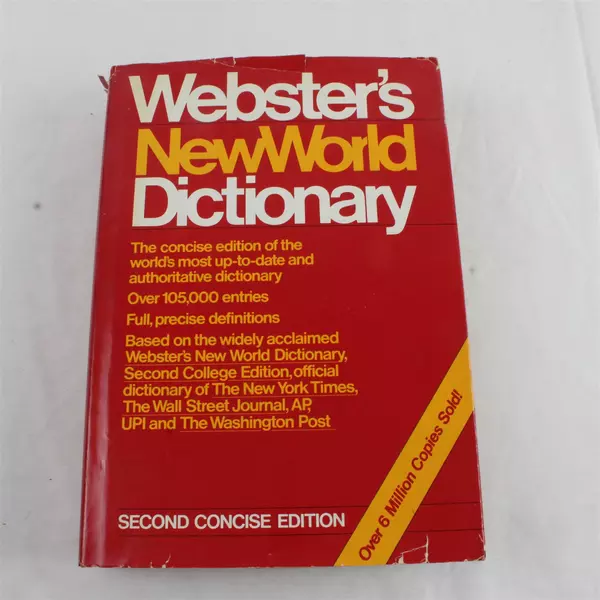 Webster's
NewWorld
Dictionary
The concise edition of the
world's most up-to-date and
authoritative dictionary
Over 105,000 entries
Full, precise definitions
Based on the widely acclaimed
Webster's New World Dictionary,
Second College Edition, official
dictionary of The New York Times,
The Wall Street Journal, AP,
UPI and The Washington Post
SECOND CONCISE EDITION
Over 6 Million Copies Sold!